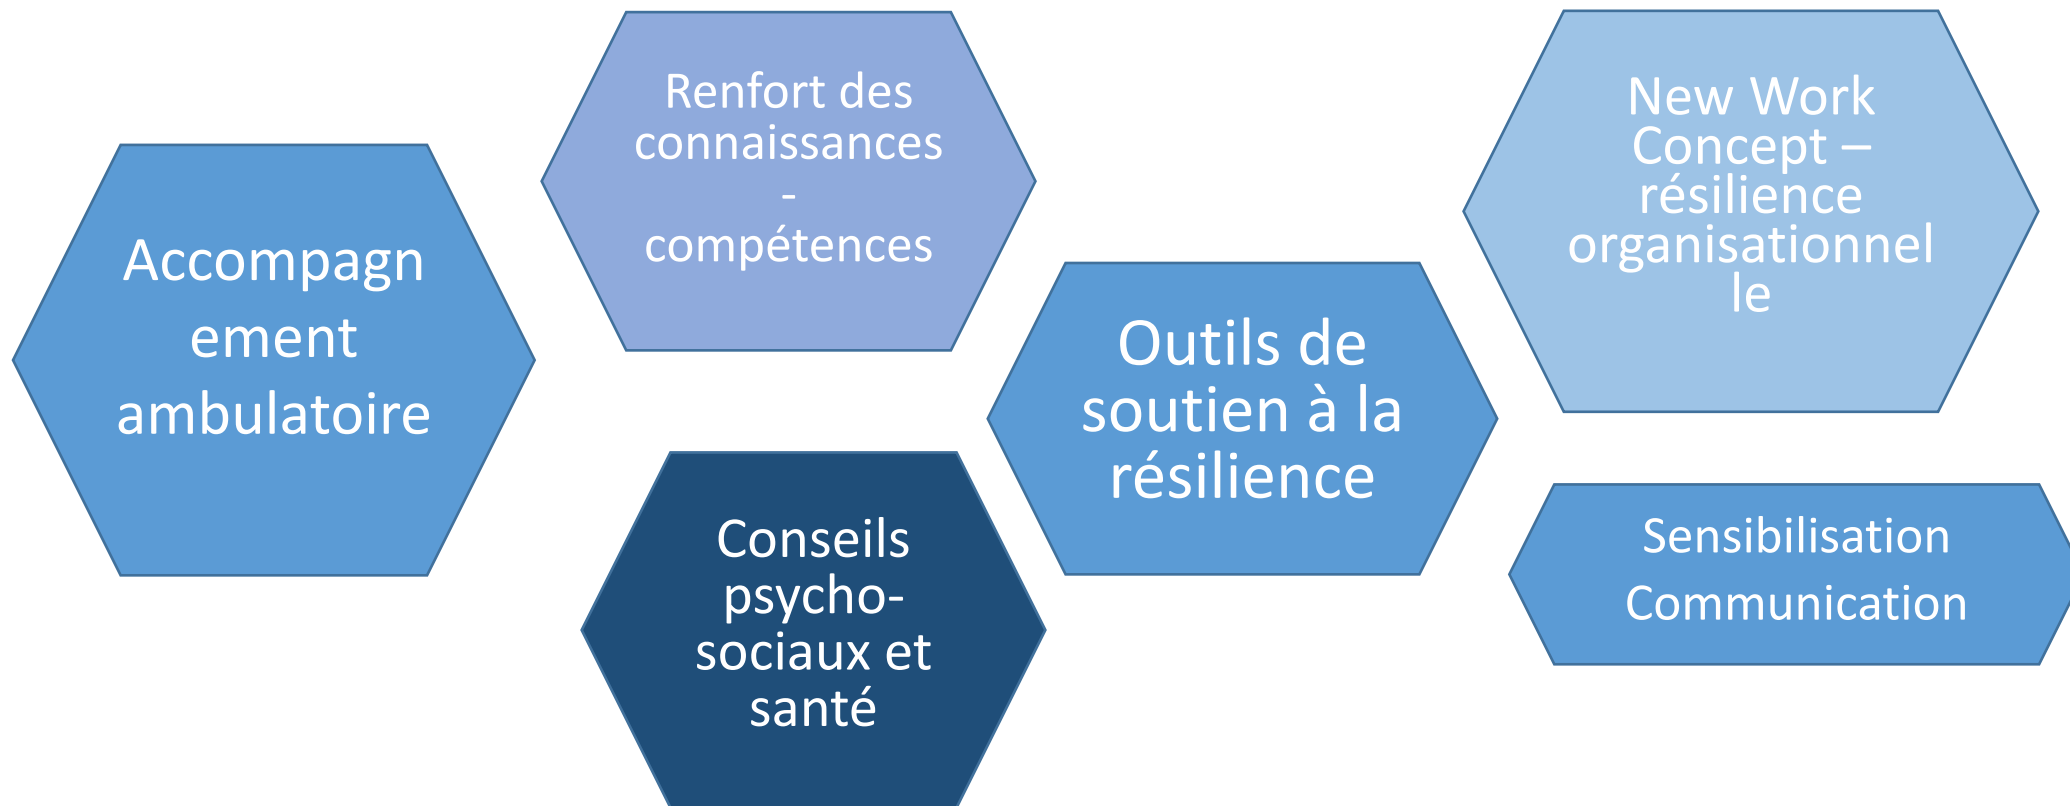 Accompagn
ement
ambulatoire
Renfort des
connaissances
-
compétences
Conseils
psycho-
sociaux et
santé
Outils de
soutien à la
résilience
New Work
Concept –
résilience
organisationnel
le
Sensibilisation
Communication